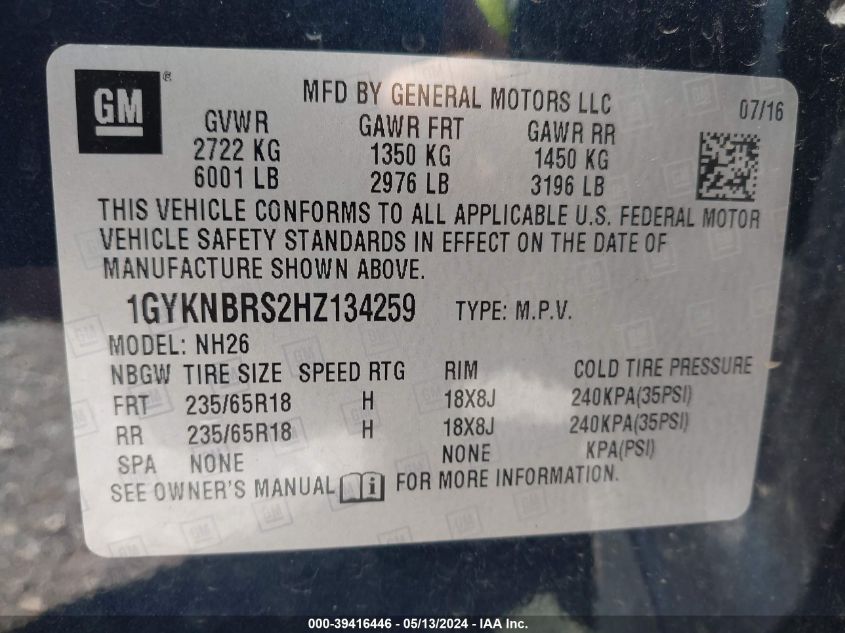 GM ®
MFD BY GENERAL MOTORS LLC 07/16
GVWR GAWR FRT GAWR RR
2722 KG 1350 KG 1450 KG
6001 LB 2976 LB 3196 LB
THIS VEHICLE CONFORMS TO ALL APPLICABLE U.S. FEDERAL MOTOR
VEHICLE SAFETY STANDARDS IN EFFECT ON THE DATE OF
MANUFACTURE SHOWN ABOVE.
1GYKNBRS2HZ134259 TYPE: M.P.V.
MODEL: NH26
NBGW TIRE SIZE SPEED RTG RIM COLD TIRE PRESSURE
FRT 235/65R18 H 18X8J 240KPA(35PSI)
RR 235/65R18 H 18X8J 240KPA(35PSI)
SPA NONE NONE KPA(PSI)
SEE OWNER'S MANUAL i FOR MORE INFORMATION.
000-39416446 - 05/13/2024 - IAA Inc.